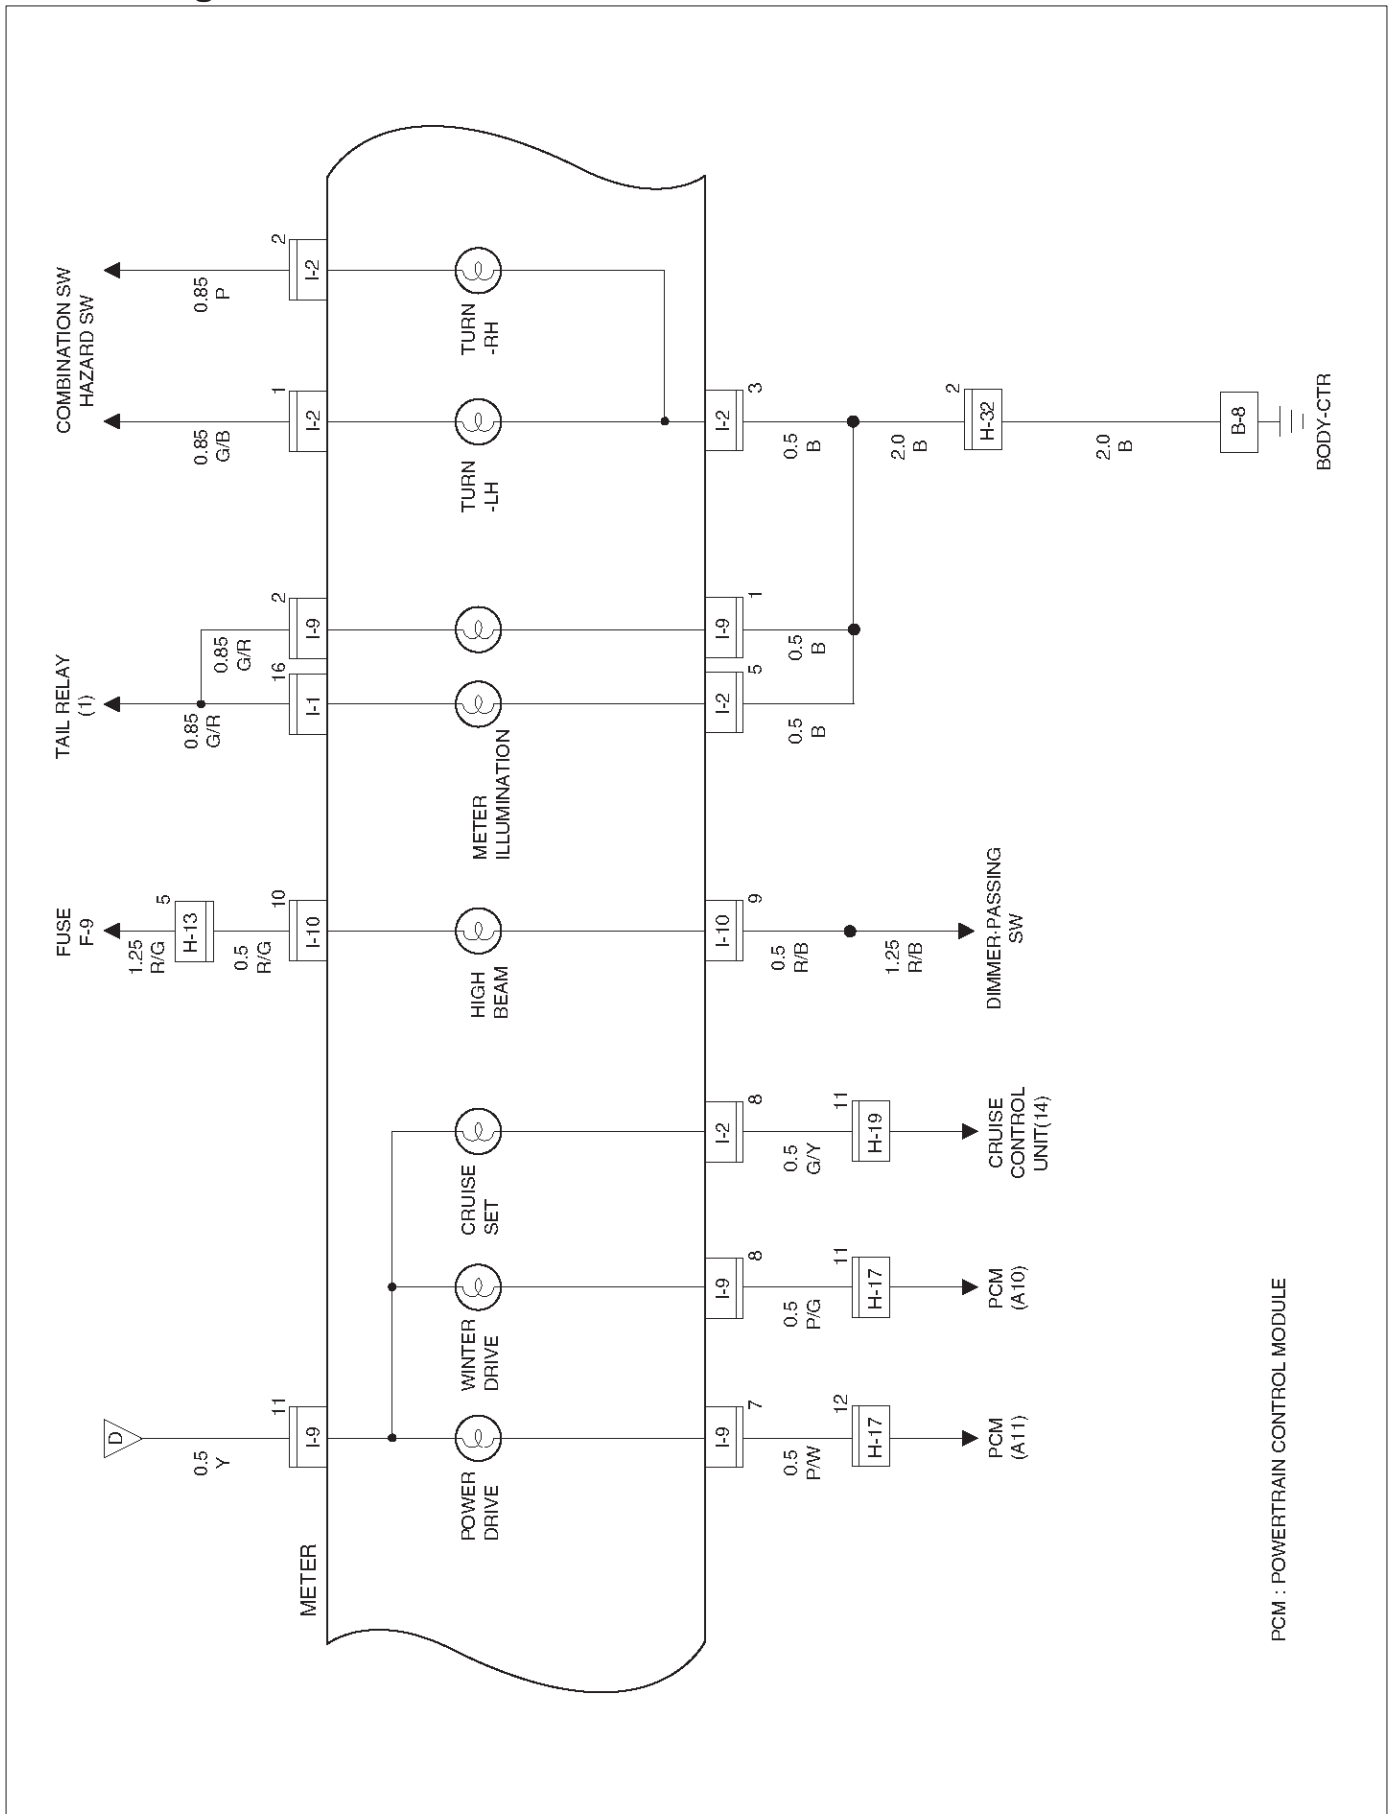 D
FUSE
F-9
TAIL RELAY
(1)
COMBINATION SW
HAZARD SW
0.5
Y
1.25
R/G
H-13
5
0.5
R/G
0.85
G/R
0.85
G/R
0.85
G/B
0.85
P
METER
I-9
11
I-10
10
I-1
16
I-9
2
I-2
1
I-2
2
POWER
DRIVE
WINTER
DRIVE
CRUISE
SET
HIGH
BEAM
METER
ILLUMINATION
TURN
-LH
TURN
-RH
I-9
7
I-9
8
I-2
8
I-10
9
I-2
5
I-9
1
I-2
3
0.5
P/W
0.5
P/G
0.5
G/Y
0.5
R/B
0.5
B
0.5
B
0.5
B
H-17
12
H-17
11
H-19
11
1.25
R/B
2.0
B
H-32
2
PCM
(A11)
PCM
(A10)
CRUISE
CONTROL
UNIT(14)
DIMMER·PASSING
SW
2.0
B
B-8
BODY-CTR
PCM : POWERTRAIN CONTROL MODULE